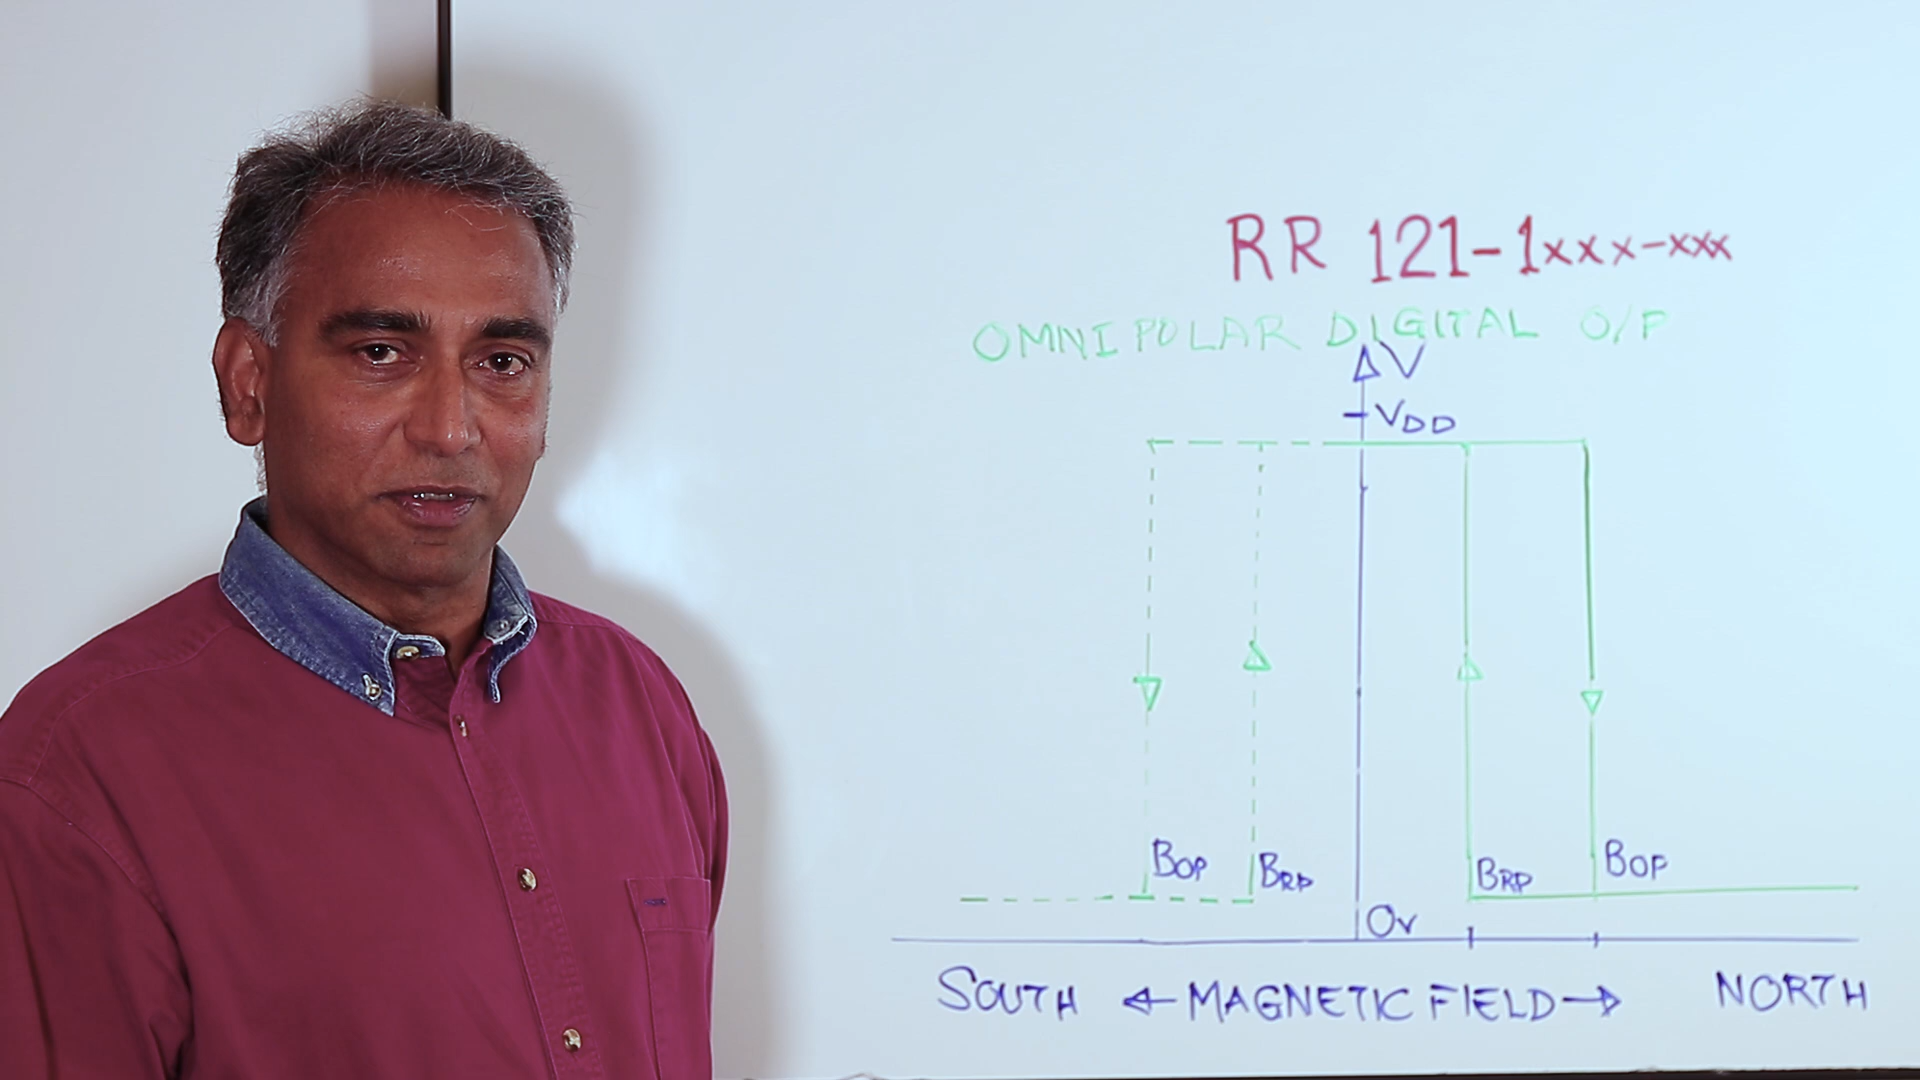 RR 121-1xxx-xxx
OMNIPOLAR DIGITAL O/P
V
VDD
BOP BRP BRP BOP
0V
SOUTH ← MAGNETIC FIELD → NORTH